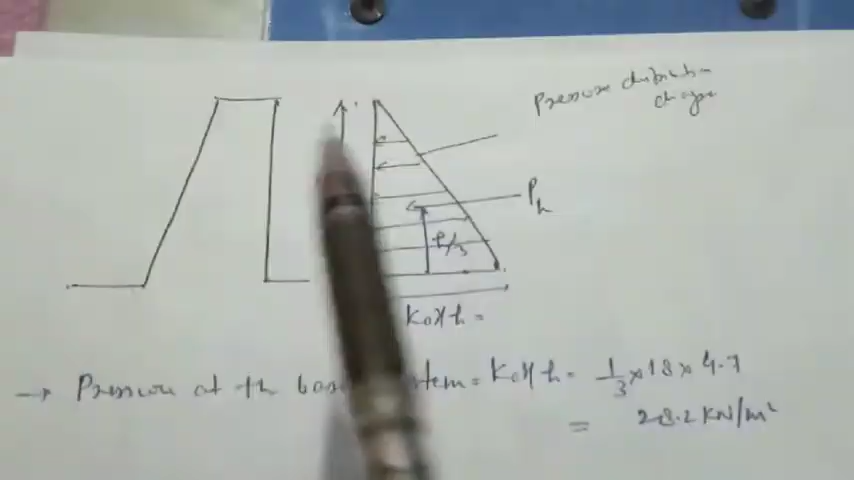 Pressure distribution
diagram
Ph
h/3
K₀γh =
→ Pressure at the base stem = K₀γh = 1/3 × 18 × 4.7
= 28.2 KN/m²